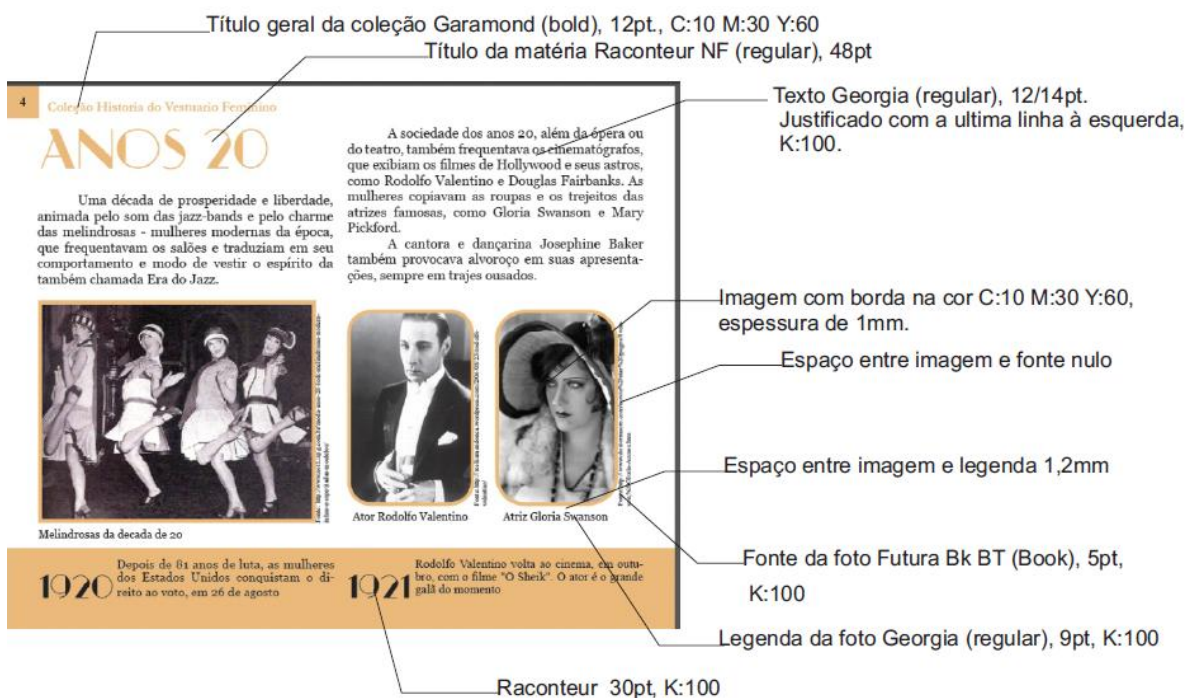 Título geral da coleção Garamond (bold), 12pt., C:10 M:30 Y:60
Título da matéria Raconteur NF (regular), 48pt
4
Coleção Historia do Vestuario Feminino
ANOS 20
Uma década de prosperidade e liberdade,
animada pelo som das jazz-bands e pelo charme
das melindrosas - mulheres modernas da época,
que frequentavam os salões e traduziam em seu
comportamento e modo de vestir o espírito da
também chamada Era do Jazz.
A sociedade dos anos 20, além da ópera ou
do teatro, também frequentava os cinematógrafos,
que exibiam os filmes de Hollywood e seus astros,
como Rodolfo Valentino e Douglas Fairbanks. As
mulheres copiavam as roupas e os trejeitos das
atrizes famosas, como Gloria Swanson e Mary
Pickford.
A cantora e dançarina Josephine Baker
também provocava alvoroço em suas apresenta-
ções, sempre em trajes ousados.
Texto Georgia (regular), 12/14pt.
Justificado com a ultima linha à esquerda,
K:100.
Imagem com borda na cor C:10 M:30 Y:60,
espessura de 1mm.
Espaço entre imagem e fonte nulo
Espaço entre imagem e legenda 1,2mm
Melindrosas da decada de 20
Ator Rodolfo Valentino
Atriz Gloria Swanson
Fonte da foto Futura Bk BT (Book), 5pt,
K:100
Legenda da foto Georgia (regular), 9pt, K:100
1920
Depois de 81 anos de luta, as mulheres
dos Estados Unidos conquistam o di-
reito ao voto, em 26 de agosto
1921
Rodolfo Valentino volta ao cinema, em outu-
bro, com o filme "O Sheik". O ator é o grande
galã do momento
Raconteur 30pt, K:100